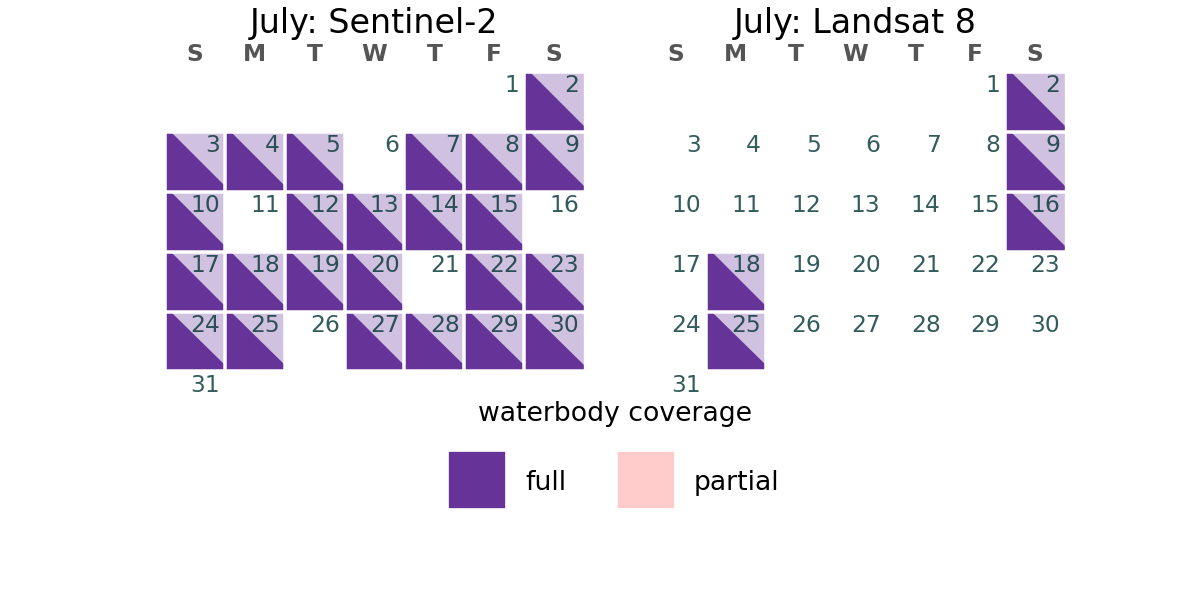 July: Sentinel-2
S M T W T F S
1 2
3 4 5 6 7 8 9
10 11 12 13 14 15 16
17 18 19 20 21 22 23
24 25 26 27 28 29 30
31
July: Landsat 8
S M T W T F S
1 2
3 4 5 6 7 8 9
10 11 12 13 14 15 16
17 18 19 20 21 22 23
24 25 26 27 28 29 30
31
waterbody coverage
full
partial